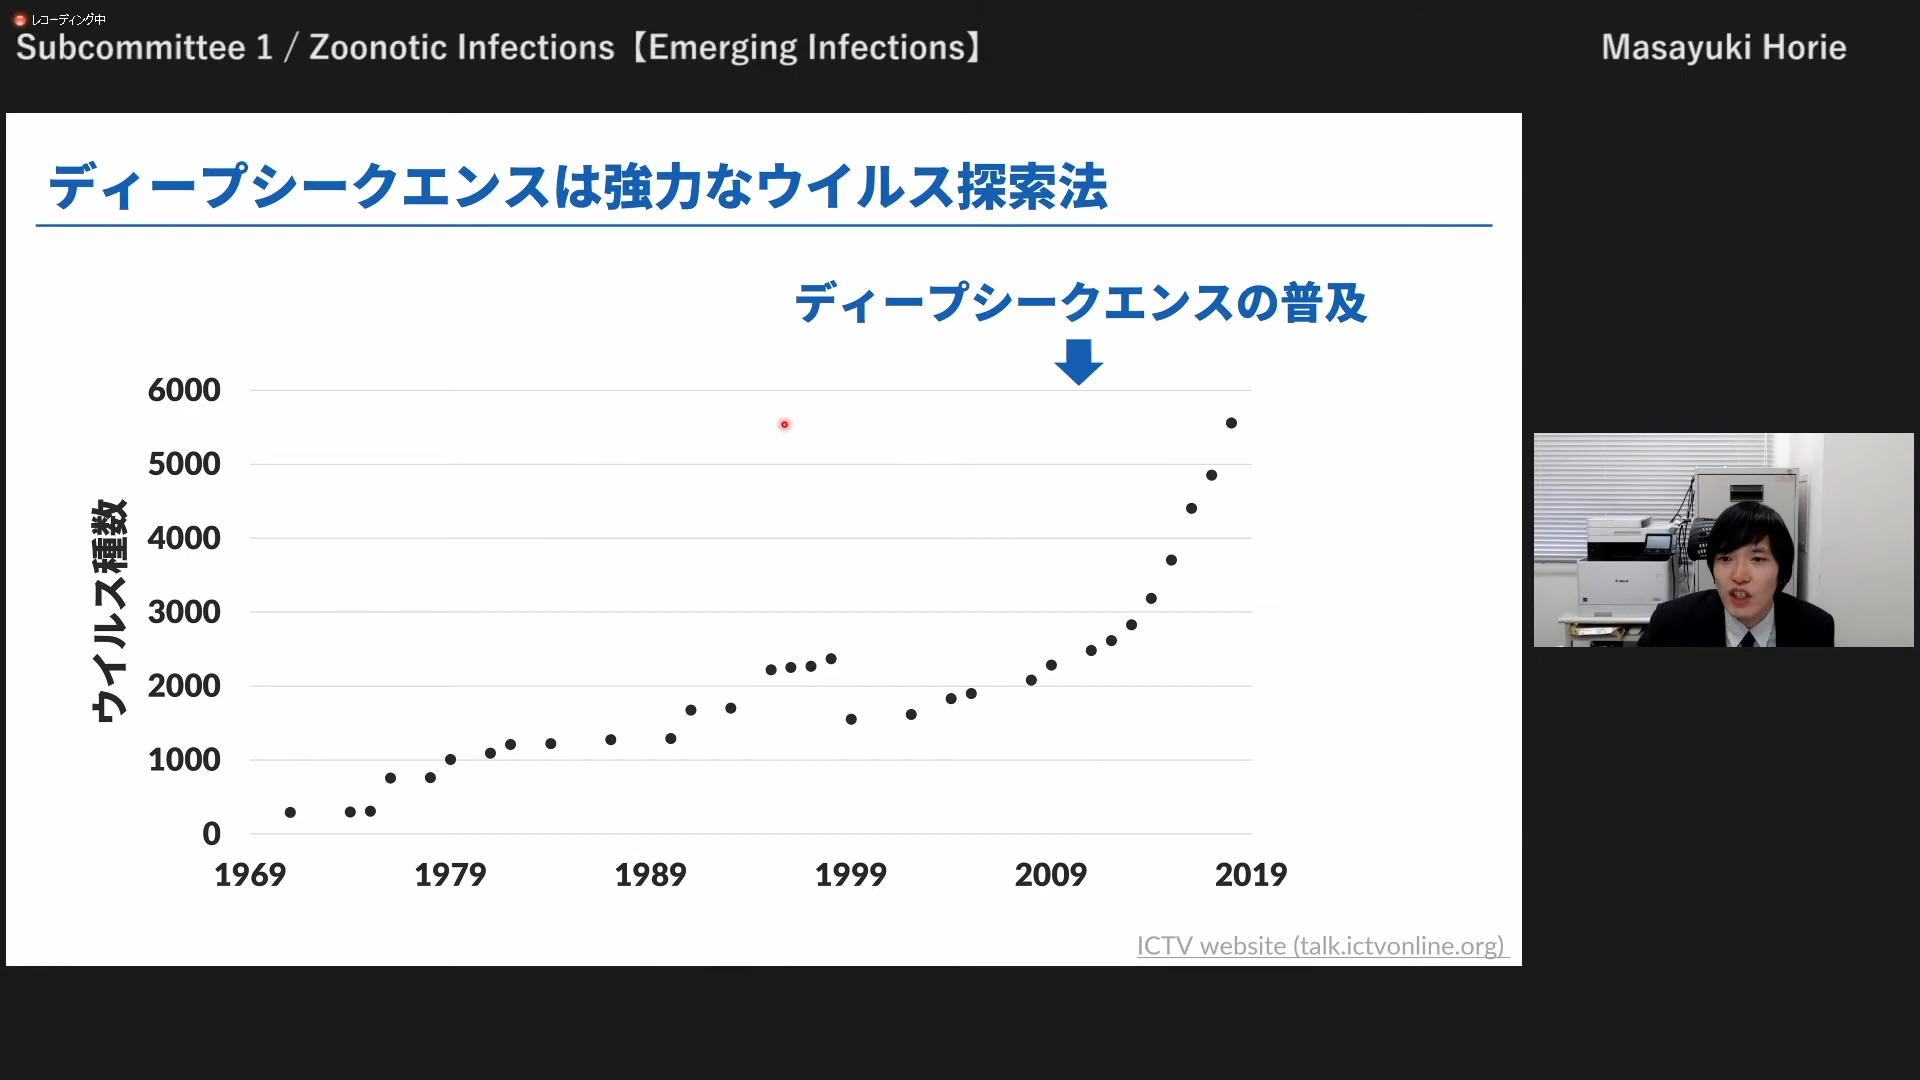 レコーディング中
Subcommittee 1 / Zoonotic Infections【Emerging Infections】
Masayuki Horie
ディープシークエンスは強力なウイルス探索法
ディープシークエンスの普及
ウイルス種数
6000
5000
4000
3000
2000
1000
0
1969 1979 1989 1999 2009 2019
ICTV website (talk.ictvonline.org)